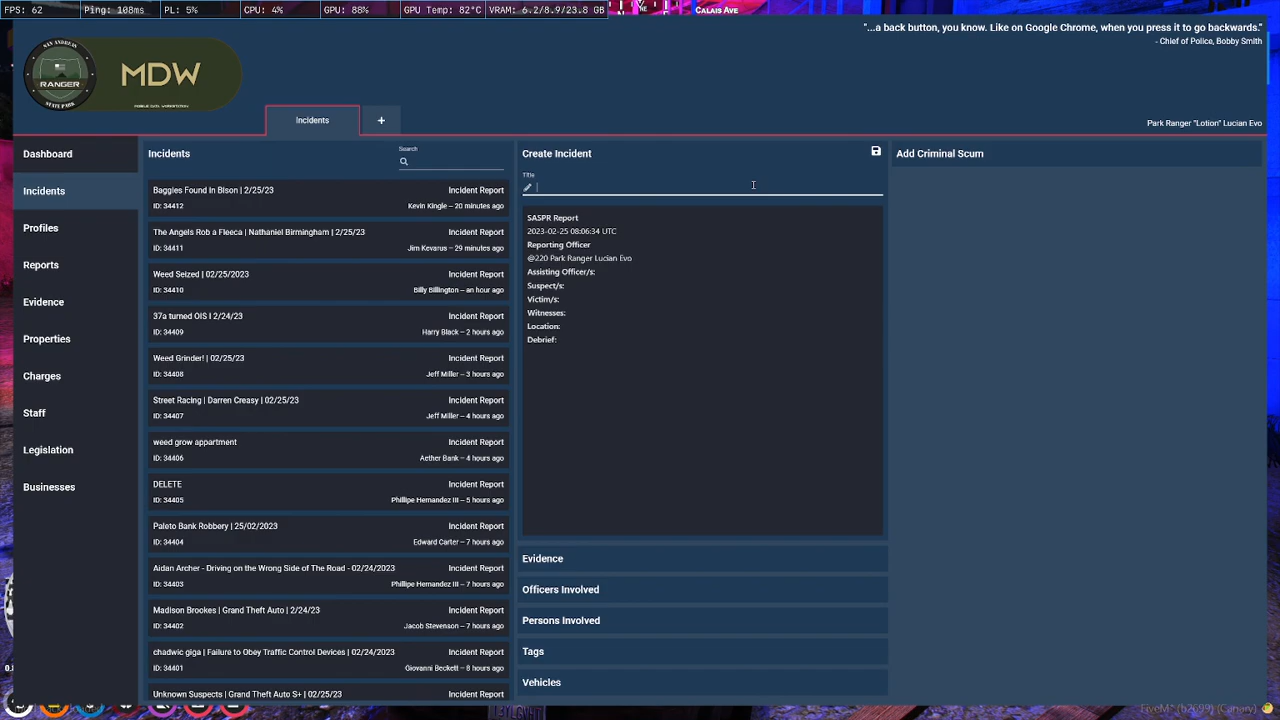 FPS: 62
Ping: 108ms
PL: 5%
CPU: 4%
GPU: 88%
GPU Temp: 82°C
VRAM: 6.2/8.9/23.8 GB
CALAIS AVE
"...a back button, you know. Like on Google Chrome, when you press it to go backwards."
- Chief of Police, Bobby Smith
SAN ANDREAS
RANGER
STATE PARK
MDW
Incidents
+
Park Ranger "Lotion" Lucian Evo
Dashboard
Incidents
Profiles
Reports
Evidence
Properties
Charges
Staff
Legislation
Businesses
Incidents
Search
Baggies Found In Bison | 2/25/23 Incident Report
ID: 34412 Kevin Kingle – 20 minutes ago
The Angels Rob a Fleeca | Nathaniel Birmingham | 2/25/23 Incident Report
ID: 34411 Jim Kevarus – 29 minutes ago
Weed Seized | 02/25/2023 Incident Report
ID: 34410 Billy Billington – an hour ago
37a turned OIS I 2/24/23 Incident Report
ID: 34409 Harry Black – 2 hours ago
Weed Grinder! | 02/25/23 Incident Report
ID: 34408 Jeff Miller – 3 hours ago
Street Racing | Darren Creasy | 02/25/23 Incident Report
ID: 34407 Jeff Miller – 4 hours ago
weed grow appartment Incident Report
ID: 34406 Aether Bank – 4 hours ago
DELETE Incident Report
ID: 34405 Phillipe Hernandez III – 5 hours ago
Paleto Bank Robbery | 25/02/2023 Incident Report
ID: 34404 Edward Carter – 7 hours ago
Aidan Archer - Driving on the Wrong Side of The Road - 02/24/2023 Incident Report
ID: 34403 Phillipe Hernandez III – 7 hours ago
Madison Brookes | Grand Theft Auto | 2/24/23 Incident Report
ID: 34402 Jacob Stevenson – 7 hours ago
chadwic giga | Failure to Obey Traffic Control Devices | 02/24/2023 Incident Report
ID: 34401 Giovanni Beckett – 8 hours ago
Unknown Suspects | Grand Theft Auto S+ | 02/25/23 Incident Report
Create Incident
Title
SASPR Report
2023-02-25 08:06:34 UTC
Reporting Officer
@220 Park Ranger Lucian Evo
Assisting Officer/s:
Suspect/s:
Victim/s:
Witnesses:
Location:
Debrief:
Evidence
Officers Involved
Persons Involved
Tags
Vehicles
Add Criminal Scum
FiveM* (b2699) (Canary)